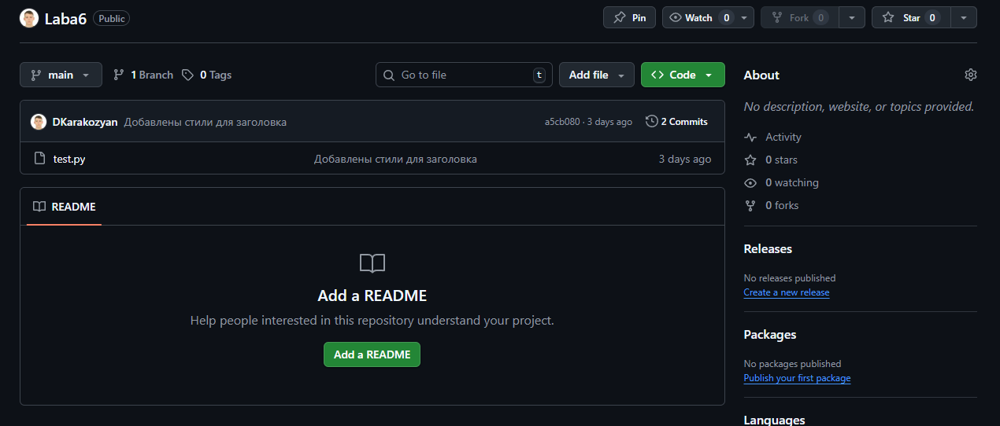 Laba6 Public
Pin
Watch 0
Fork 0
Star 0
main
1 Branch
0 Tags
Go to file t
Add file
Code
DKarakozyan Добавлены стили для заголовка a5cb080 · 3 days ago 2 Commits
test.py Добавлены стили для заголовка 3 days ago
README
Add a README
Help people interested in this repository understand your project.
Add a README
About
No description, website, or topics provided.
Activity
0 stars
0 watching
0 forks
Releases
No releases published
Create a new release
Packages
No packages published
Publish your first package
Languages